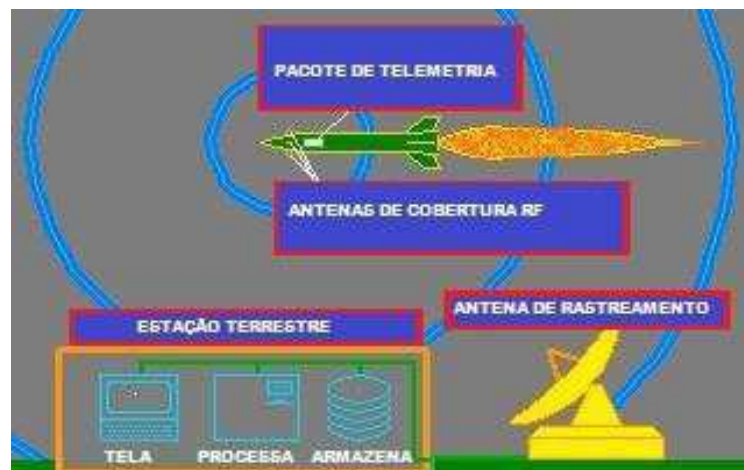 PACOTE DE TELEMETRIA
ANTENAS DE COBERTURA RF
ANTENA DE RASTREAMENTO
ESTAÇÃO TERRESTRE
TELA PROCESSA ARMAZENA